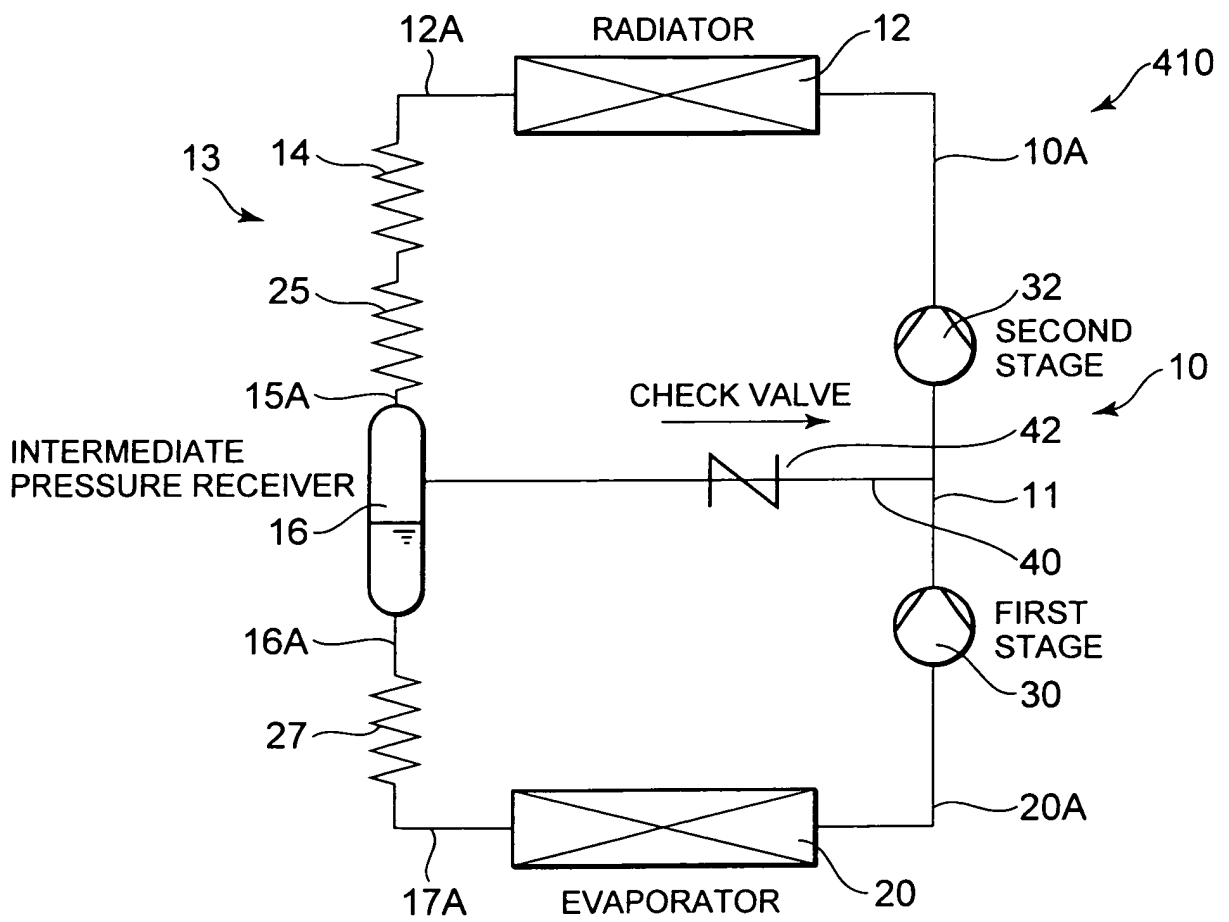 12A
RADIATOR
12
410
13
14
10A
25
32
SECOND
STAGE
15A
CHECK VALVE
10
INTERMEDIATE
PRESSURE RECEIVER
42
16
11
40
16A
FIRST
STAGE
30
27
20A
17A
EVAPORATOR
20